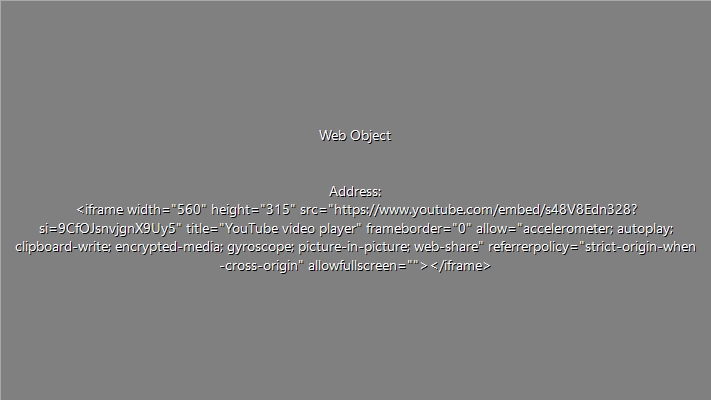 Web Object
Address:
<iframe width="560" height="315" src="https://www.youtube.com/embed/s48V8Edn328?
si=9CfOJsnvjgnX9Uy5" title="YouTube video player" frameborder="0" allow="accelerometer; autoplay;
clipboard-write; encrypted-media; gyroscope; picture-in-picture; web-share" referrerpolicy="strict-origin-when
-cross-origin" allowfullscreen=""></iframe>